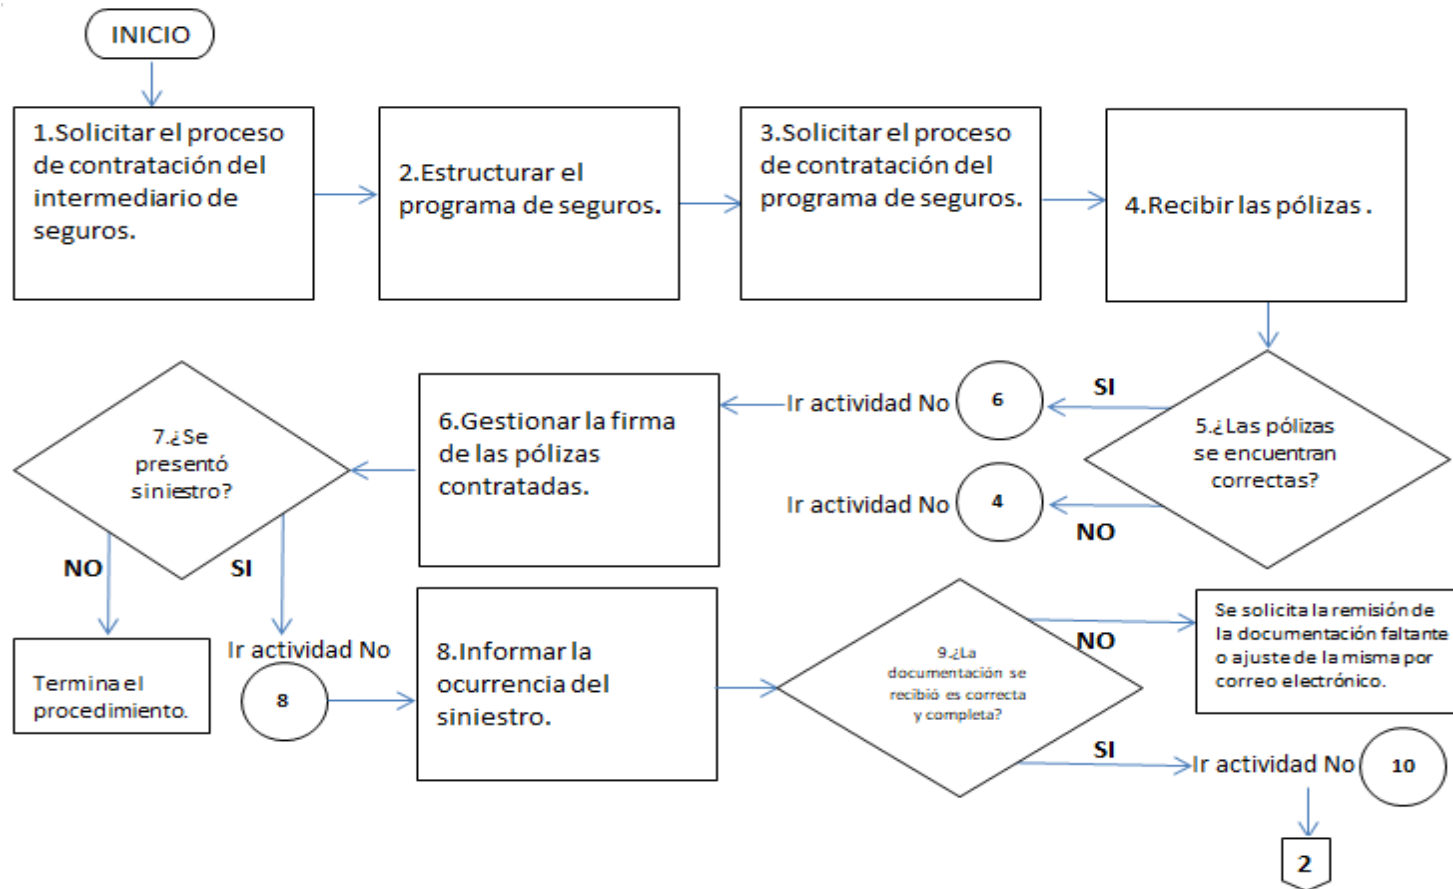 INICIO
1.Solicitar el proceso
de contratación del
intermediario de
seguros.
2.Estructurar el
programa de seguros.
3.Solicitar el proceso
de contratación del
programa de seguros.
4.Recibir las pólizas .
5.¿Las pólizas
se encuentran
correctas?
SI
Ir actividad No 6
NO
Ir actividad No 4
6.Gestionar la firma
de las pólizas
contratadas.
7.¿Se
presentó
siniestro?
NO
Termina el
procedimiento.
SI
Ir actividad No
8
8.Informar la
ocurrencia del
siniestro.
9.¿La
documentación se
recibió es correcta
y completa?
NO
Se solicita la remisión de
la documentación faltante
o ajuste de la misma por
correo electrónico.
SI
Ir actividad No 10
2